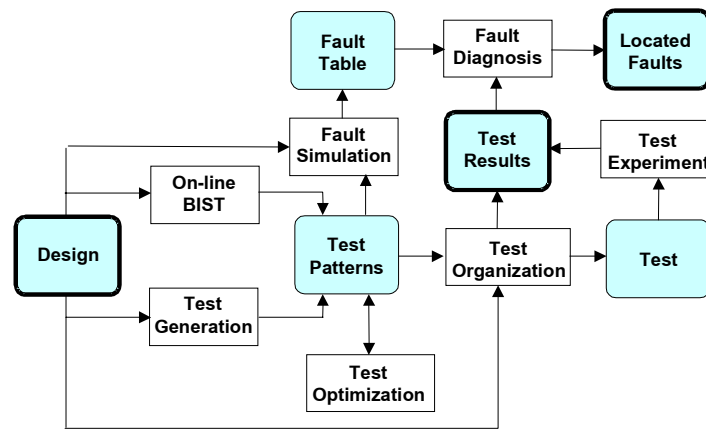 Fault
Table
Fault
Diagnosis
Located
Faults
Fault
Simulation
Test
Results
Test
Experiment
On-line
BIST
Design
Test
Patterns
Test
Organization
Test
Test
Generation
Test
Optimization